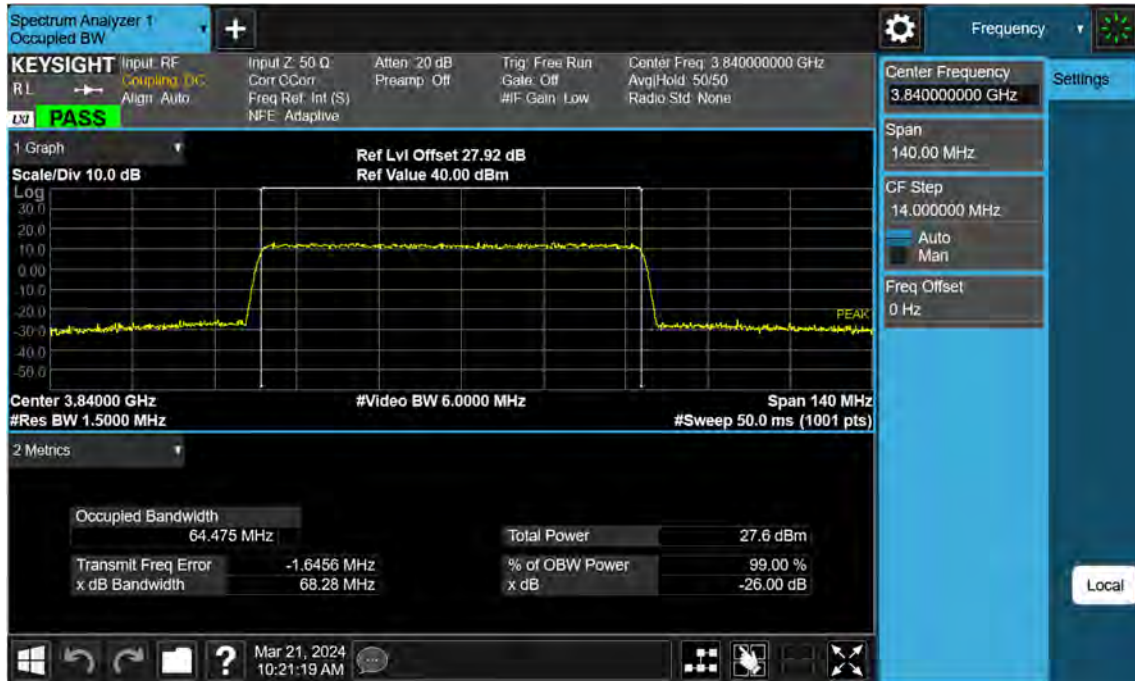 Spectrum Analyzer 1
Occupied BW
+
Frequency
KEYSIGHT
RL
LXI PASS
Input: RF
Coupling: DC
Align: Auto
Input Z: 50 Ω
Corr CCorr
Freq Ref: Int (S)
NFE: Adaptive
Atten: 20 dB
Preamp: Off
Trig: Free Run
Gate: Off
#IF Gain: Low
Center Freq: 3.840000000 GHz
Avg|Hold: 50/50
Radio Std: None
Center Frequency
3.840000000 GHz
Settings
Span
140.00 MHz
CF Step
14.000000 MHz
Auto
Man
Freq Offset
0 Hz
1 Graph
Scale/Div 10.0 dB
Ref Lvl Offset 27.92 dB
Ref Value 40.00 dBm
Log
30.0
20.0
10.0
0.00
-10.0
-20.0
-30.0
-40.0
-50.0
PEAK
Center 3.84000 GHz
#Video BW 6.0000 MHz
Span 140 MHz
#Res BW 1.5000 MHz
#Sweep 50.0 ms (1001 pts)
2 Metrics
Occupied Bandwidth
64.475 MHz
Total Power 27.6 dBm
Transmit Freq Error -1.6456 MHz
% of OBW Power 99.00 %
x dB Bandwidth 68.28 MHz
x dB -26.00 dB
Local
?
Mar 21, 2024
10:21:19 AM